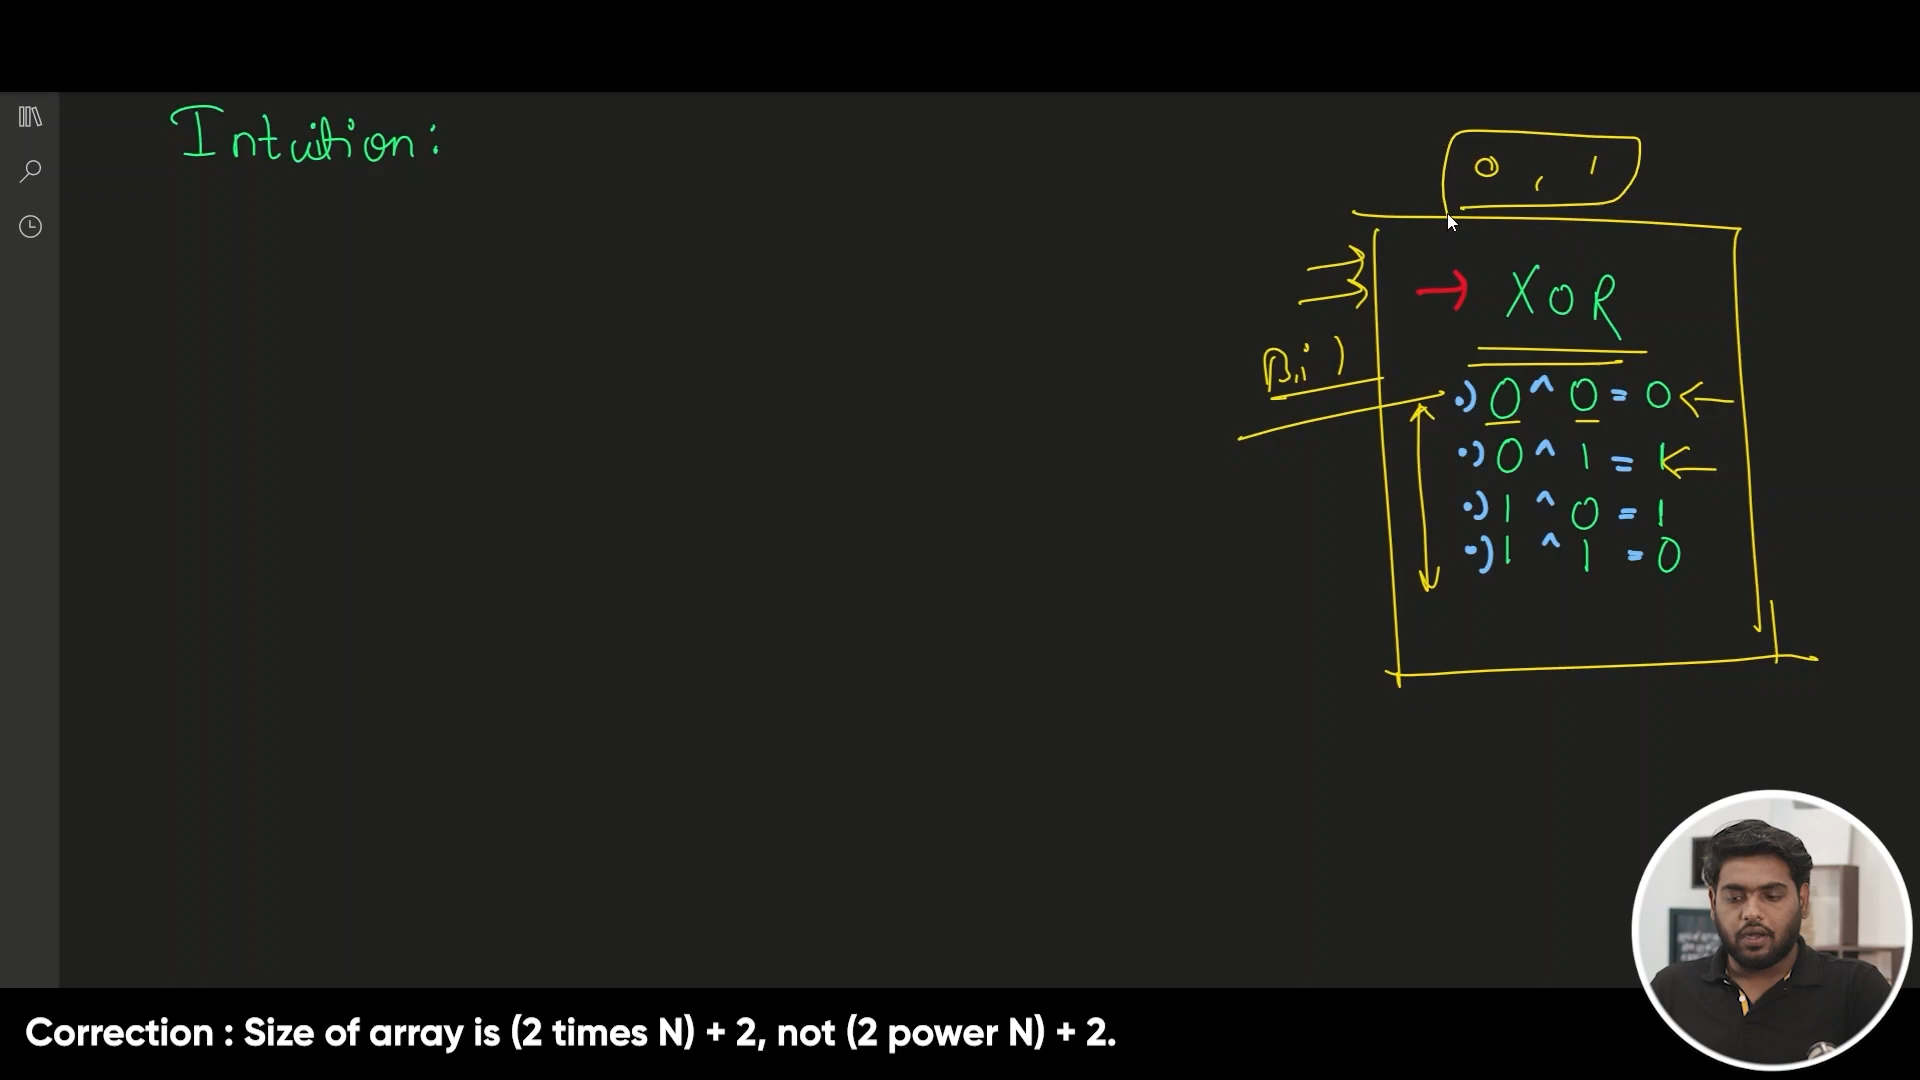 Intuition:
0, 1
→ XOR
•) 0 ^ 0 = 0 ←
•) 0 ^ 1 = 1 ←
•) 1 ^ 0 = 1
•) 1 ^ 1 = 0
Correction : Size of array is (2 times N) + 2, not (2 power N) + 2.